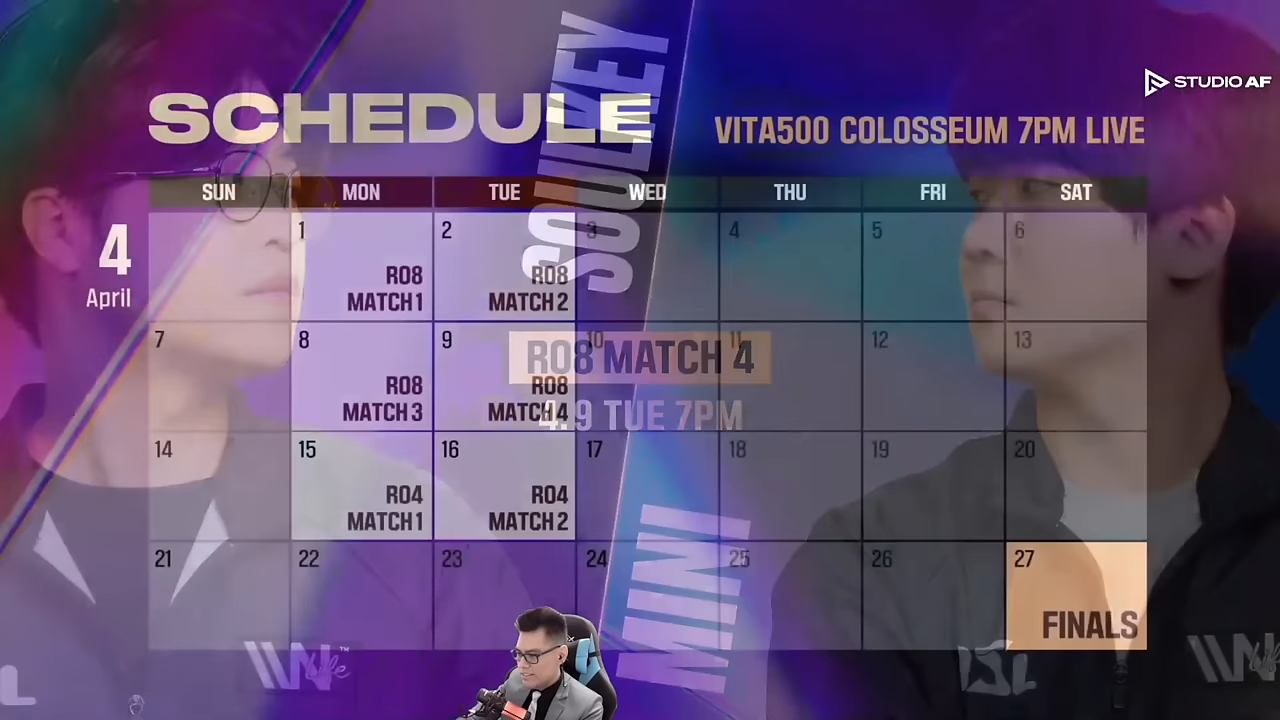 STUDIO AF
SCHEDULE
VITA500 COLOSSEUM 7PM LIVE
SUN MON TUE WED THU FRI SAT
4
April
1 2 3 4 5 6
RO8 RO8
MATCH 1 MATCH 2
7 8 9 10 11 12 13
RO8 RO8
MATCH 3 MATCH 4
14 15 16 17 18 19 20
RO4 RO4
MATCH 1 MATCH 2
21 22 23 24 25 26 27
FINALS
SOULKEY
RO8 MATCH 4
4.9 TUE 7PM
MINI